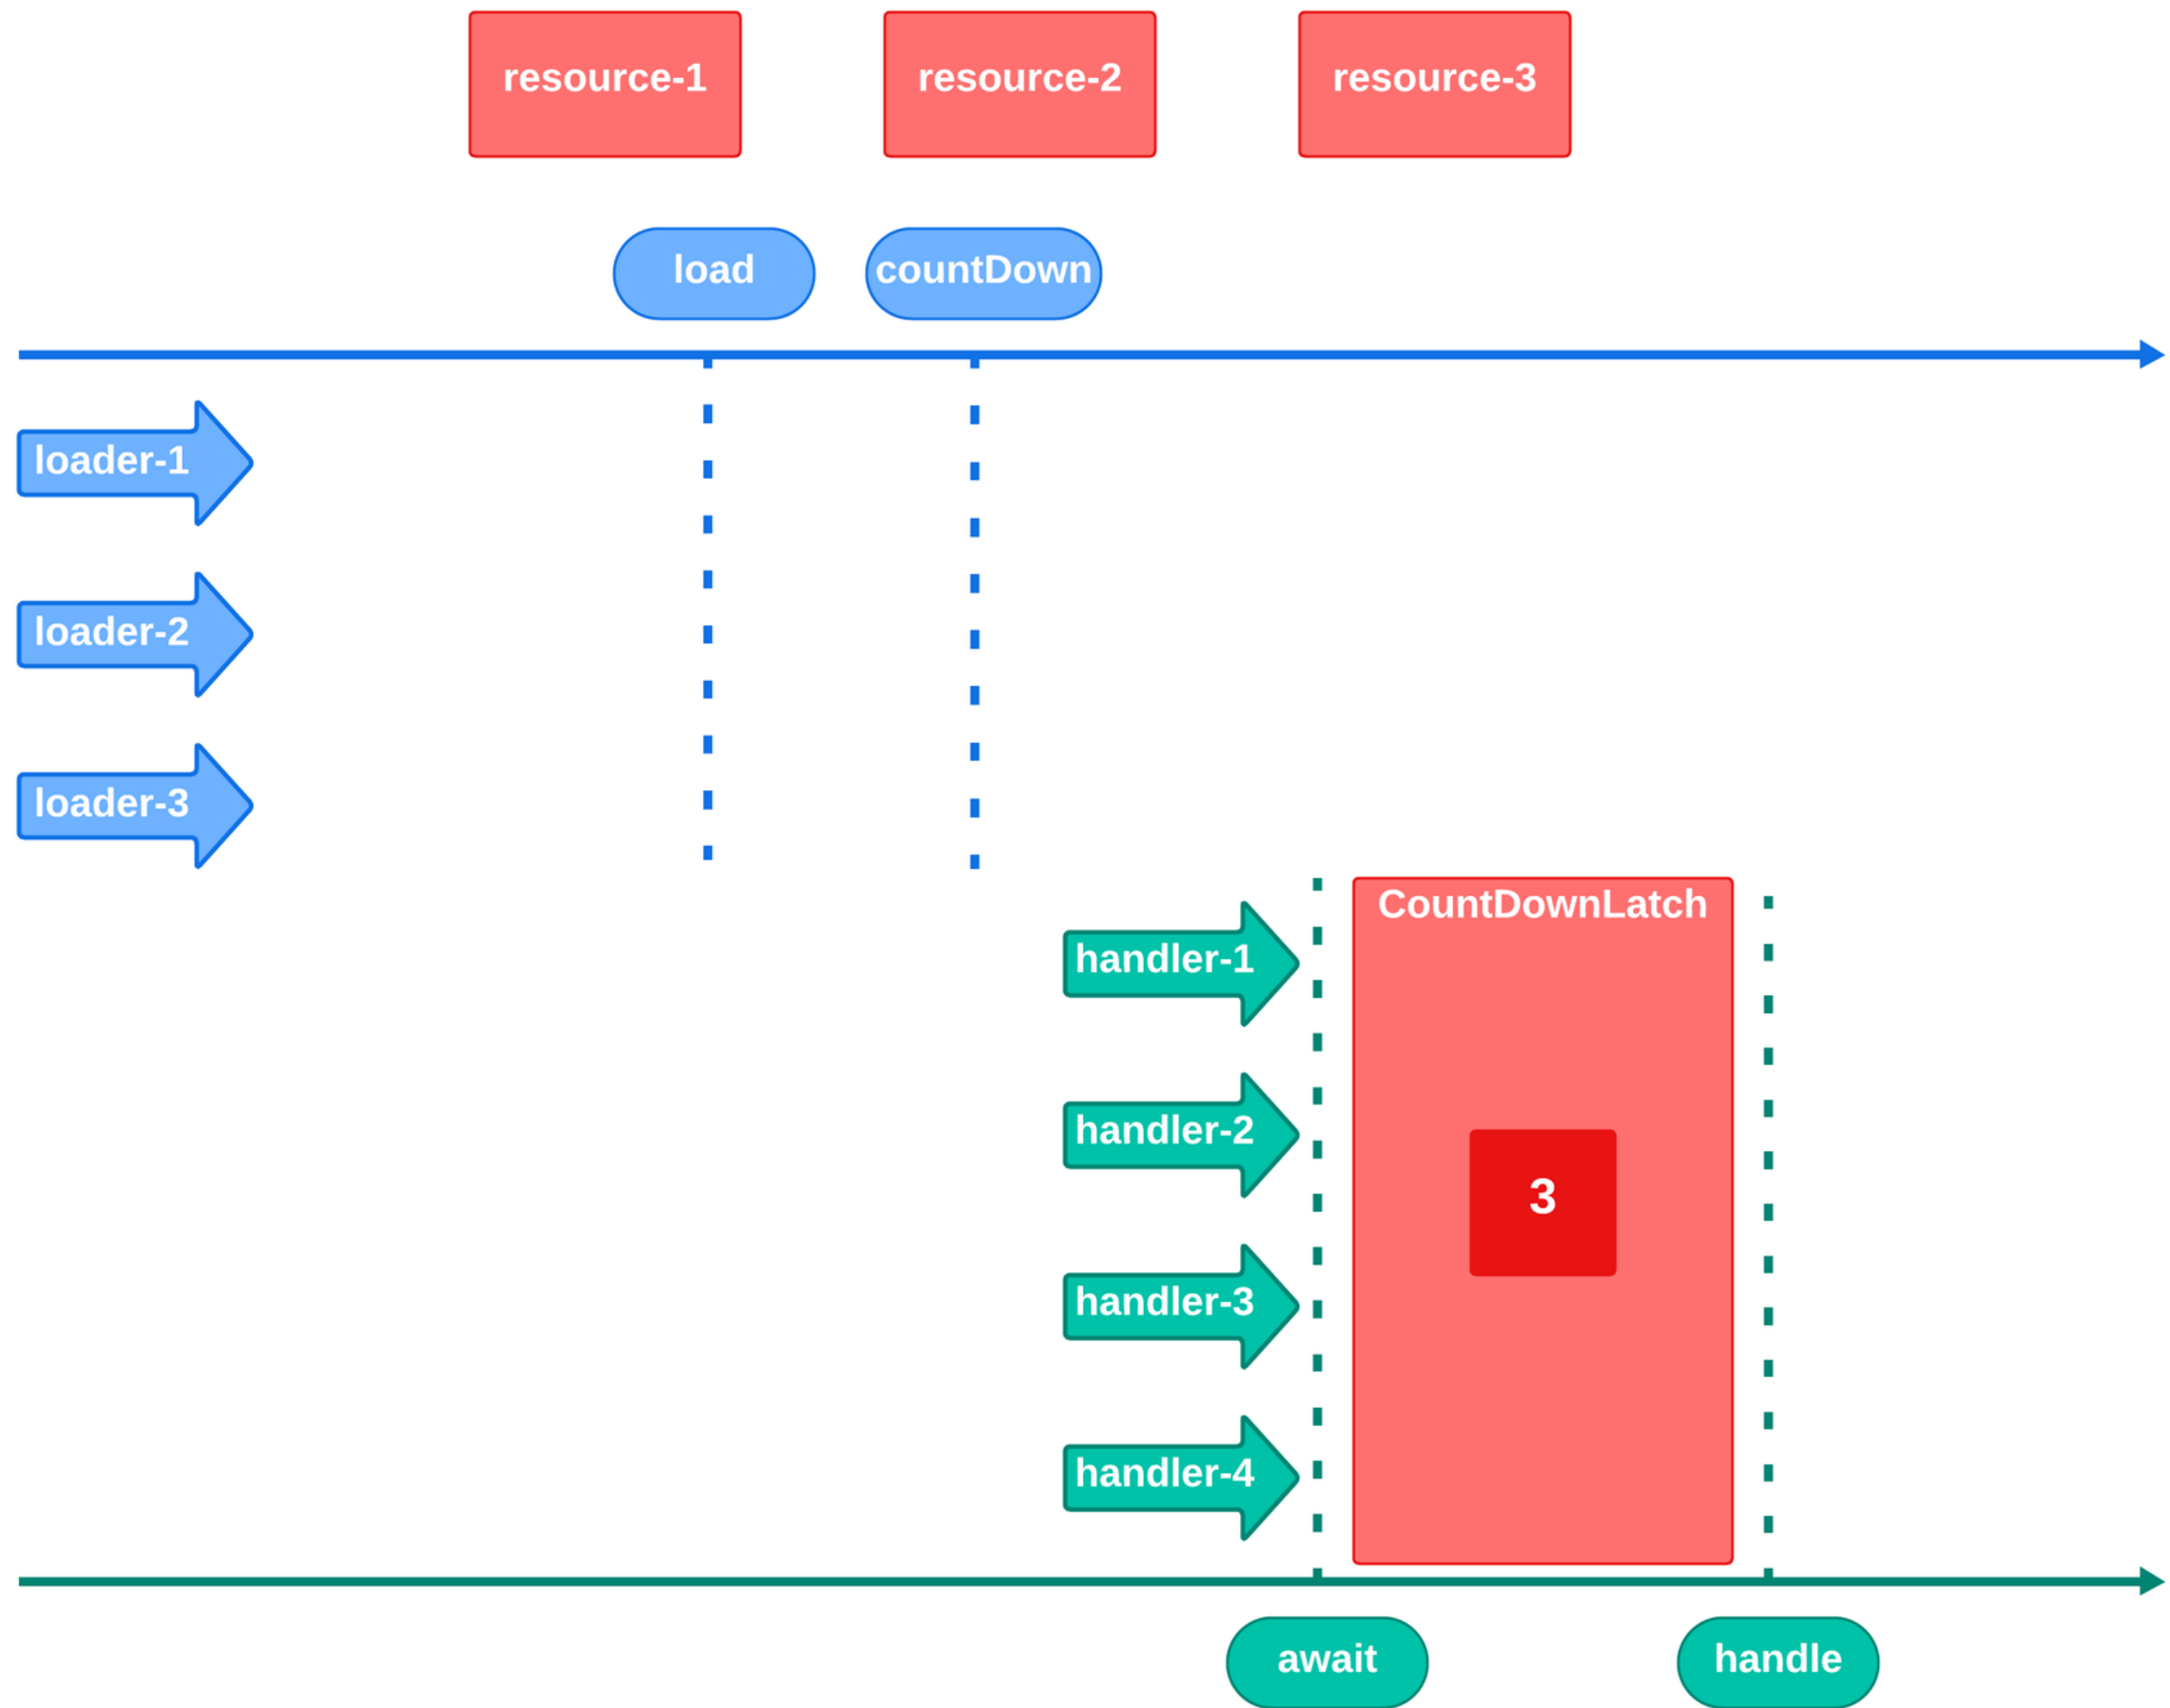 resource-1
resource-2
resource-3
load
countDown
loader-1
loader-2
loader-3
CountDownLatch
handler-1
handler-2
3
handler-3
handler-4
await
handle